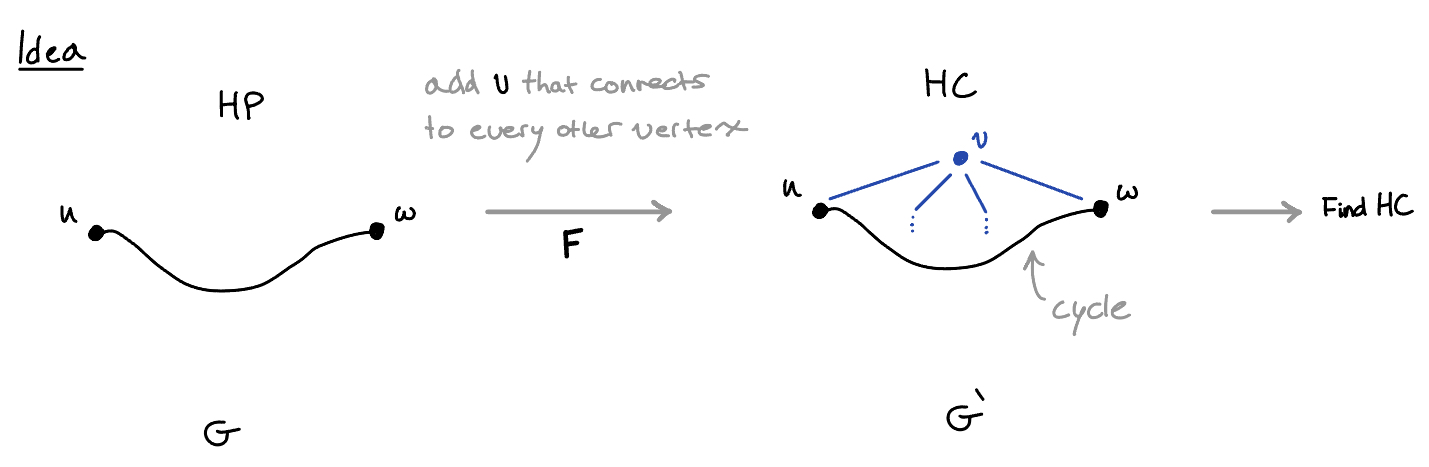 Idea
HP
add v that connects
to every other vertex
HC
v
u
w
F
u
w
Find HC
cycle
G
G`